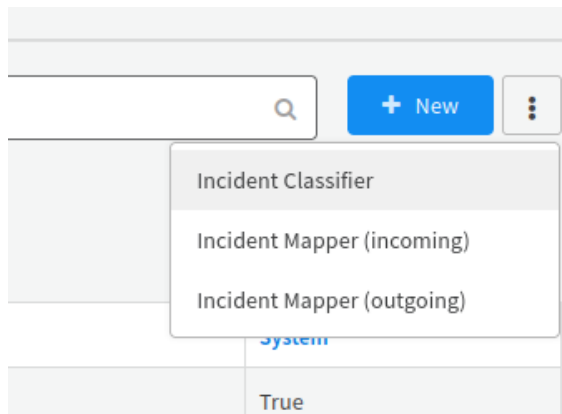 + New
Incident Classifier
Incident Mapper (incoming)
Incident Mapper (outgoing)
System
True